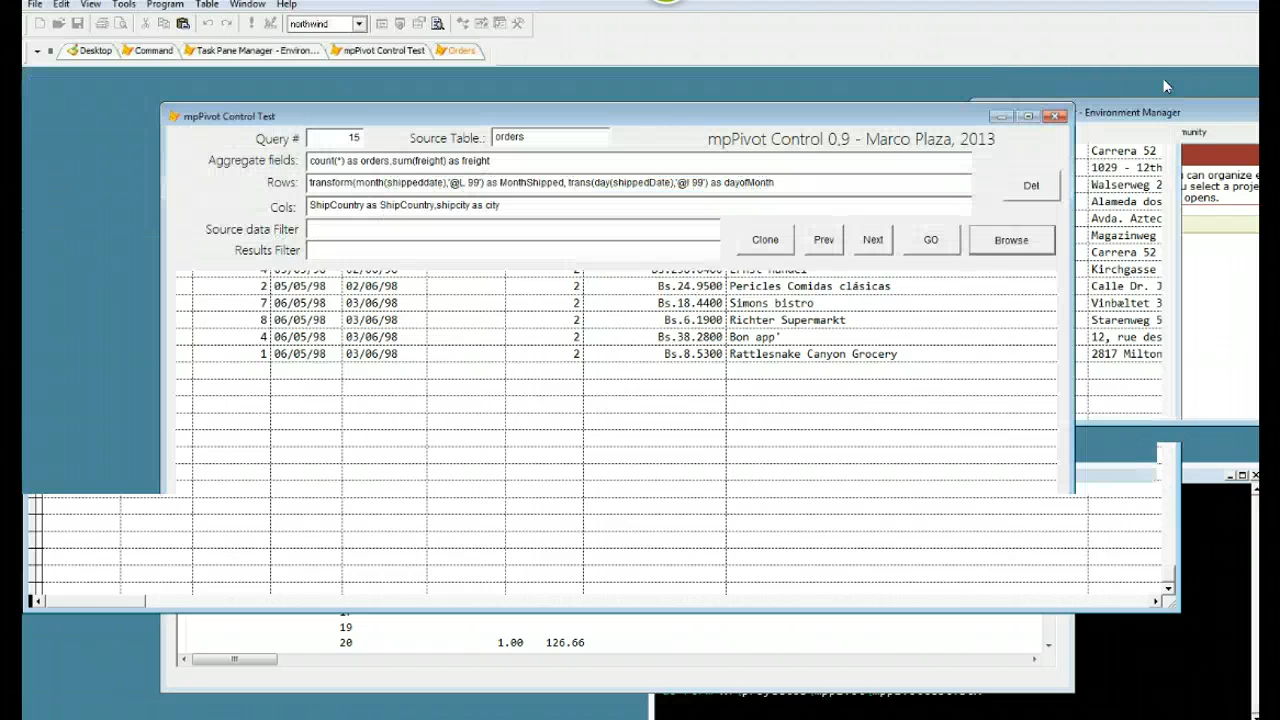 File Edit View Tools Program Table Window Help
northwind
Desktop Command Task Pane Manager - Environ... mpPivot Control Test Orders
mpPivot Control Test
- Environment Manager
Query # 15 Source Table.: orders
mpPivot Control 0.9 - Marco Plaza, 2013
Aggregate fields: count(*) as orders,sum(freight) as freight
Rows: transform(month(shippeddate),'@L 99') as MonthShipped, trans(day(shippedDate),'@l 99') as dayofMonth
Del
Cols: ShipCountry as ShipCountry,shipcity as city
Source data Filter
Results Filter
Clone Prev Next GO Browse
2 05/05/98 02/06/98 2 Bs.24.9500 Pericles Comidas clásicas
7 06/05/98 03/06/98 2 Bs.18.4400 Simons bistro
8 06/05/98 03/06/98 2 Bs.6.1900 Richter Supermarkt
4 06/05/98 03/06/98 2 Bs.38.2800 Bon app'
1 06/05/98 03/06/98 2 Bs.8.5300 Rattlesnake Canyon Grocery
munity
Carrera 52
1029 - 12th
Walserweg 2
Alameda dos
Avda. Aztec
Magazinweg
Carrera 52
Kirchgasse
Calle Dr. J
Vinbæltet 3
Starenweg 5
12, rue des
2817 Milton
can organize e
u select a proje
opens.
19
20 1.00 126.66